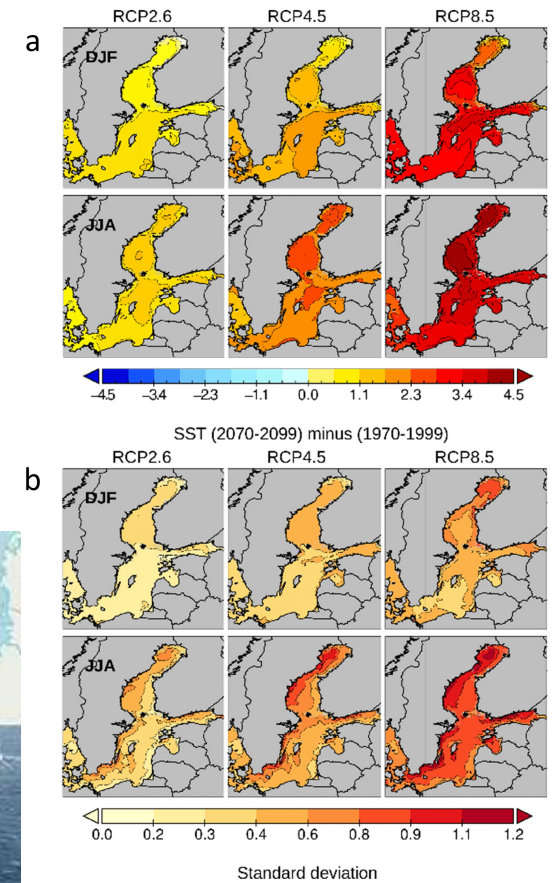 RCP2.6 RCP4.5 RCP8.5
a
DJF
JJA
−4.5 −3.4 −2.3 −1.1 0.0 1.1 2.3 3.4 4.5
SST (2070-2099) minus (1970-1999)
RCP2.6 RCP4.5 RCP8.5
b
DJF
JJA
0.0 0.2 0.3 0.4 0.6 0.8 0.9 1.1 1.2
Standard deviation